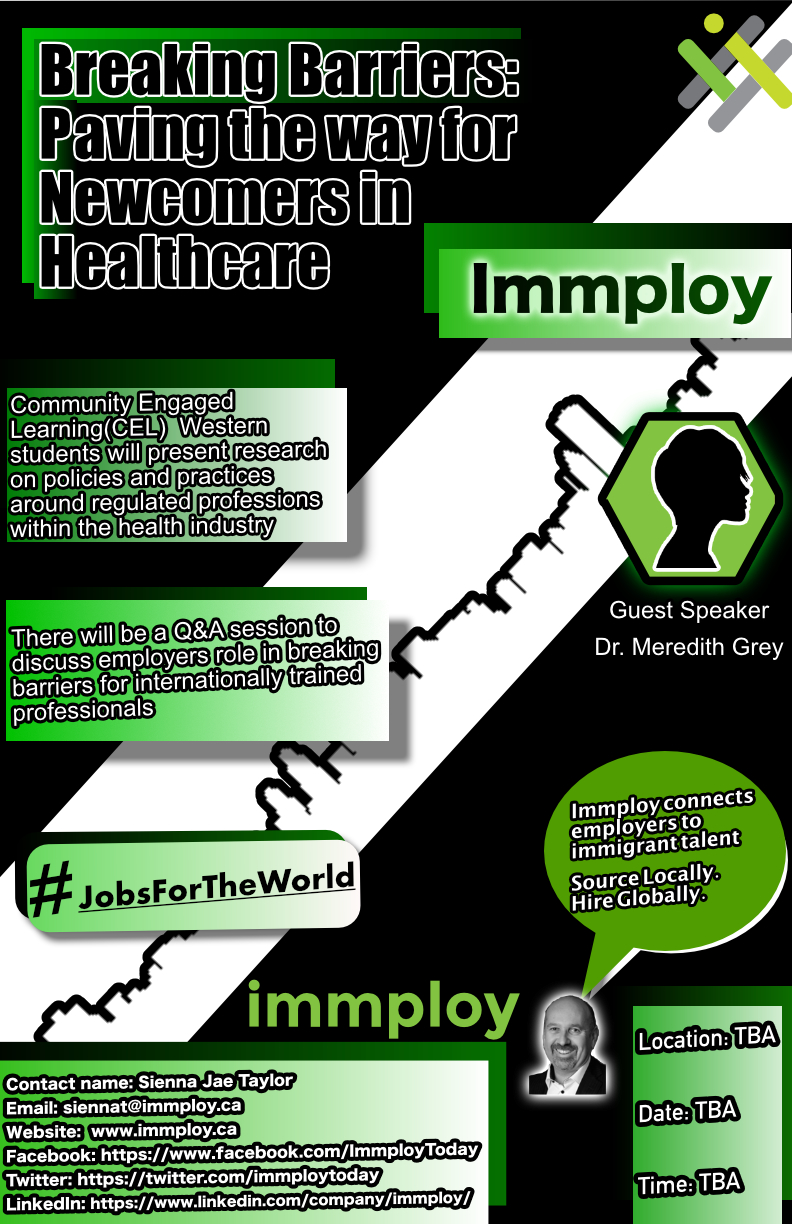 Breaking Barriers:
Paving the way for
Newcomers in
Healthcare
Immploy
Community Engaged
Learning(CEL)  Western
students will present research
on policies and practices
around regulated professions
within the health industry
Guest Speaker
Dr. Meredith Grey
There will be a Q&A session to
discuss employers role in breaking
barriers for internationally trained
professionals
Immploy connects
employers to
immigrant talent
Source Locally.
Hire Globally.
#JobsForTheWorld
immploy
Location: TBA
Date: TBA
Time: TBA
Contact name: Sienna Jae Taylor
Email: siennat@immploy.ca
Website:  www.immploy.ca
Facebook: https://www.facebook.com/ImmployToday
Twitter: https://twitter.com/immploytoday
LinkedIn: https://www.linkedin.com/company/immploy/